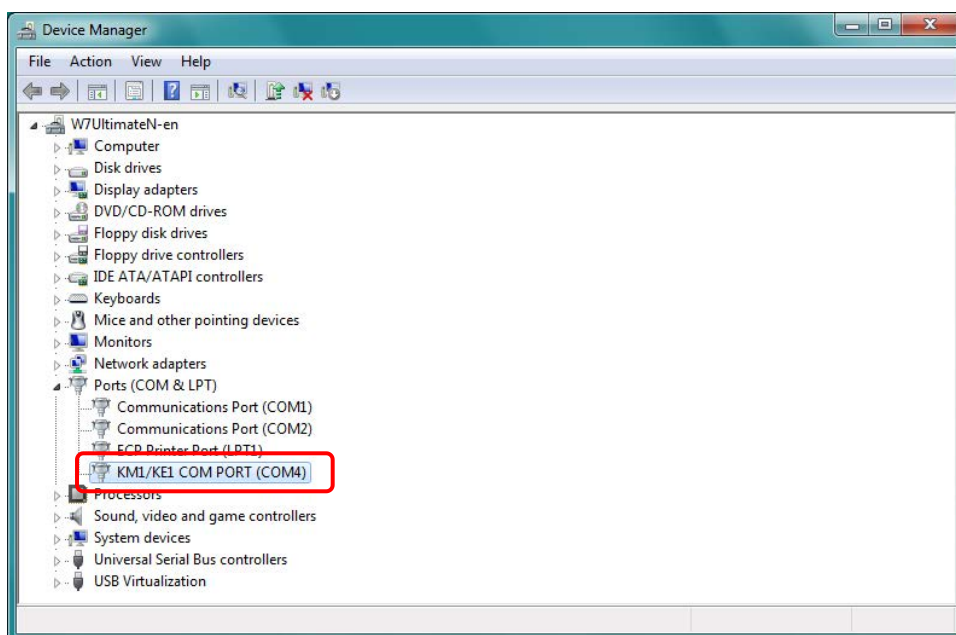 Device Manager
File Action View Help
W7UltimateN-en
Computer
Disk drives
Display adapters
DVD/CD-ROM drives
Floppy disk drives
Floppy drive controllers
IDE ATA/ATAPI controllers
Keyboards
Mice and other pointing devices
Monitors
Network adapters
Ports (COM & LPT)
Communications Port (COM1)
Communications Port (COM2)
ECP Printer Port (LPT1)
KM1/KE1 COM PORT (COM4)
Processors
Sound, video and game controllers
System devices
Universal Serial Bus controllers
USB Virtualization